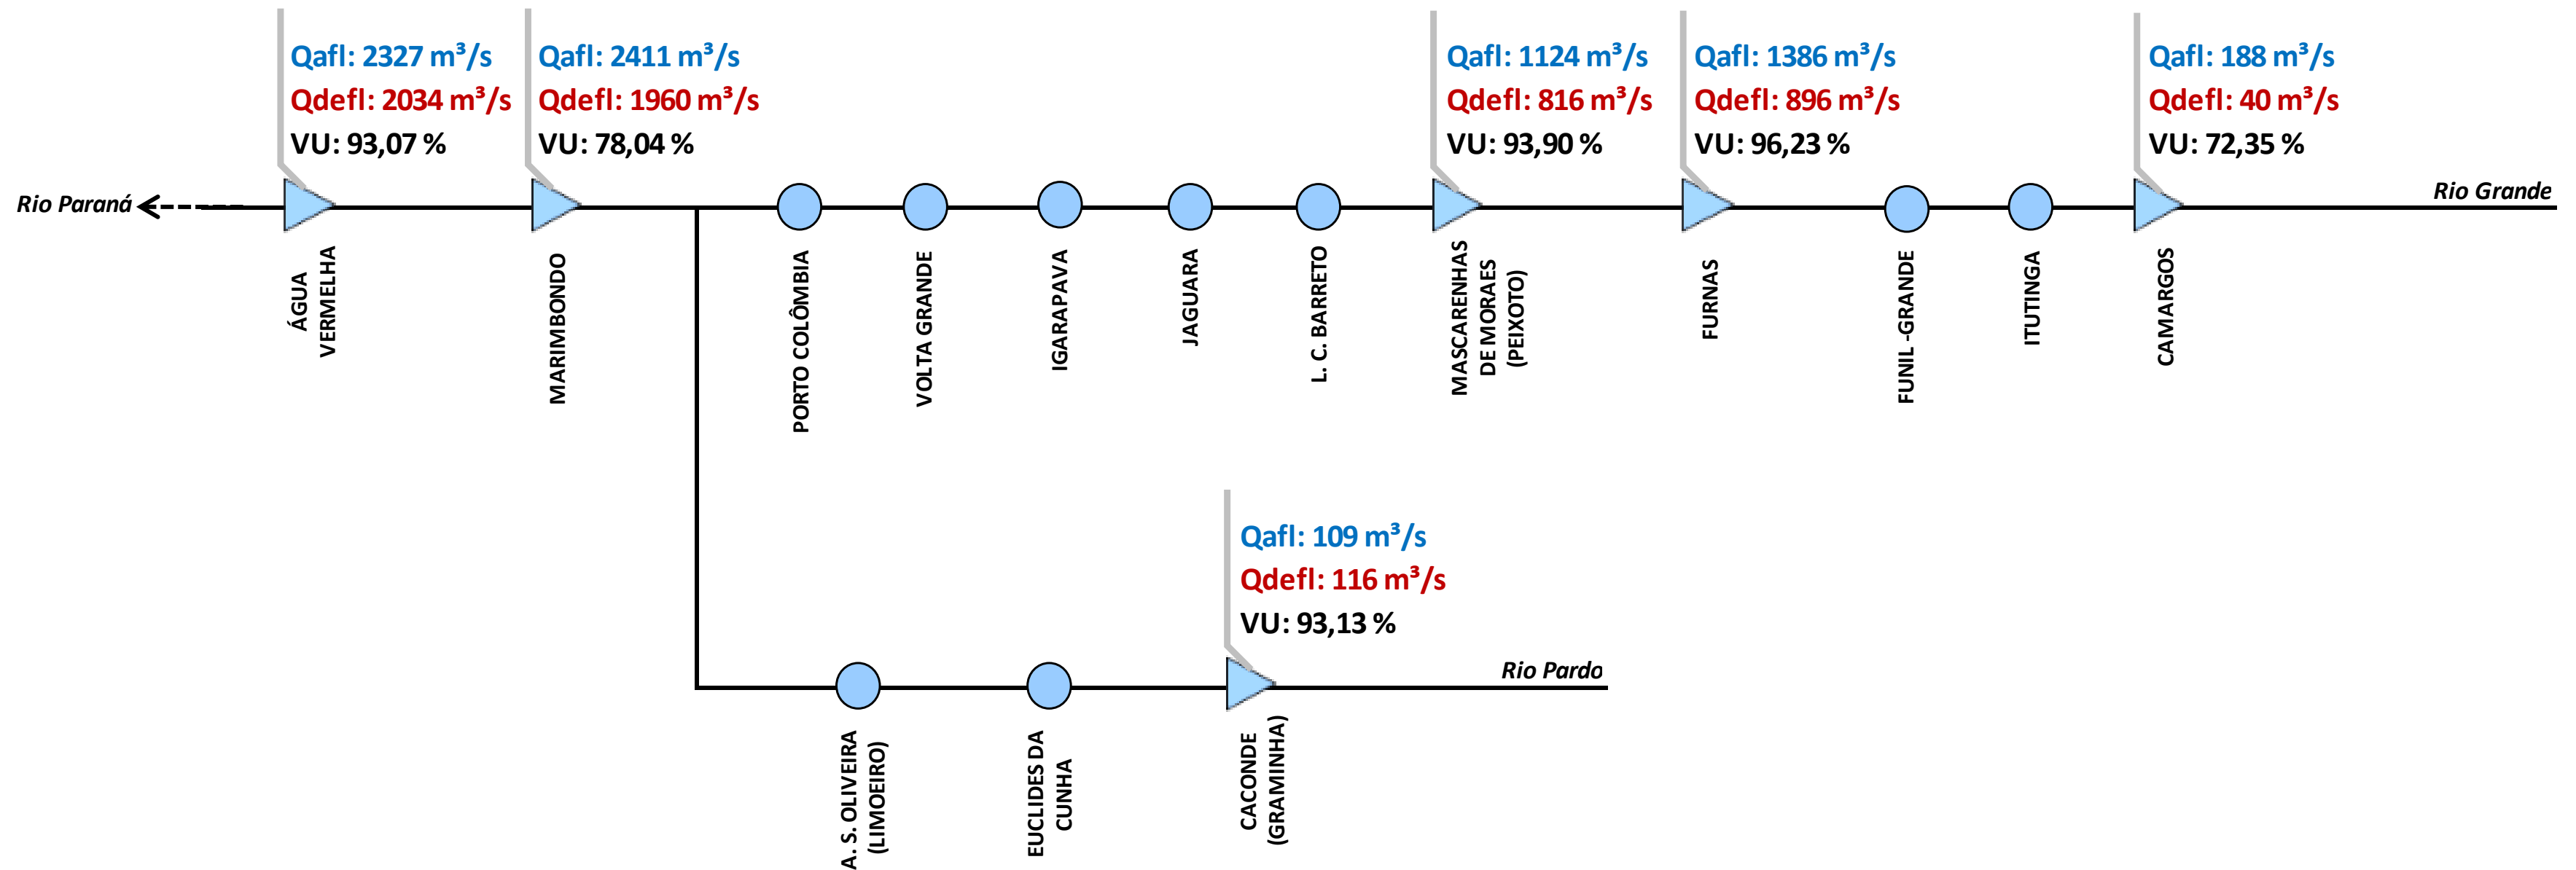 Qafl: 2327 m³/s
Qdefl: 2034 m³/s
VU: 93,07 %
Qafl: 2411 m³/s
Qdefl: 1960 m³/s
VU: 78,04 %
Qafl: 1124 m³/s
Qdefl: 816 m³/s
VU: 93,90 %
Qafl: 1386 m³/s
Qdefl: 896 m³/s
VU: 96,23 %
Qafl: 188 m³/s
Qdefl: 40 m³/s
VU: 72,35 %
Rio Paraná
Rio Grande
ÁGUA
VERMELHA
MARIMBONDO
PORTO COLÔMBIA
VOLTA GRANDE
IGARAPAVA
JAGUARA
L. C. BARRETO
MASCARENHAS
DE MORAES
(PEIXOTO)
FURNAS
FUNIL -GRANDE
ITUTINGA
CAMARGOS
Qafl: 109 m³/s
Qdefl: 116 m³/s
VU: 93,13 %
Rio Pardo
A. S. OLIVEIRA
(LIMOEIRO)
EUCLIDES DA
CUNHA
CACONDE
(GRAMINHA)